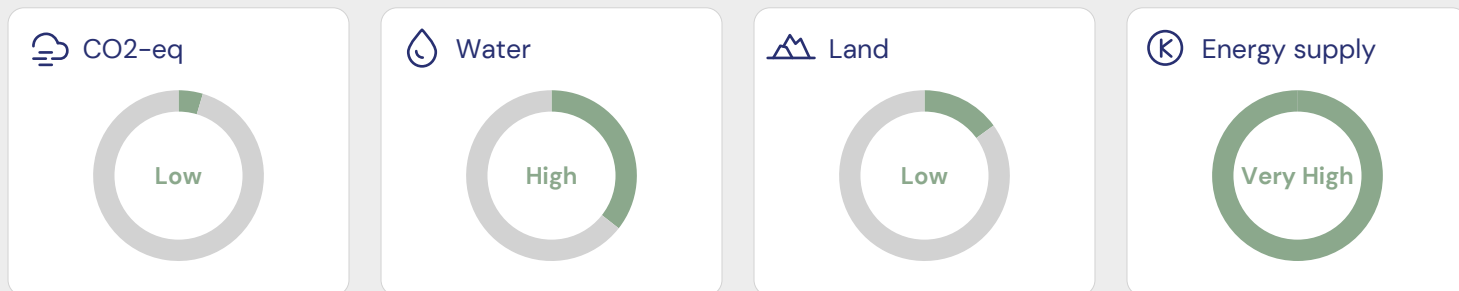 CO2-eq
Low
Water
High
Land
Low
Energy supply
Very High